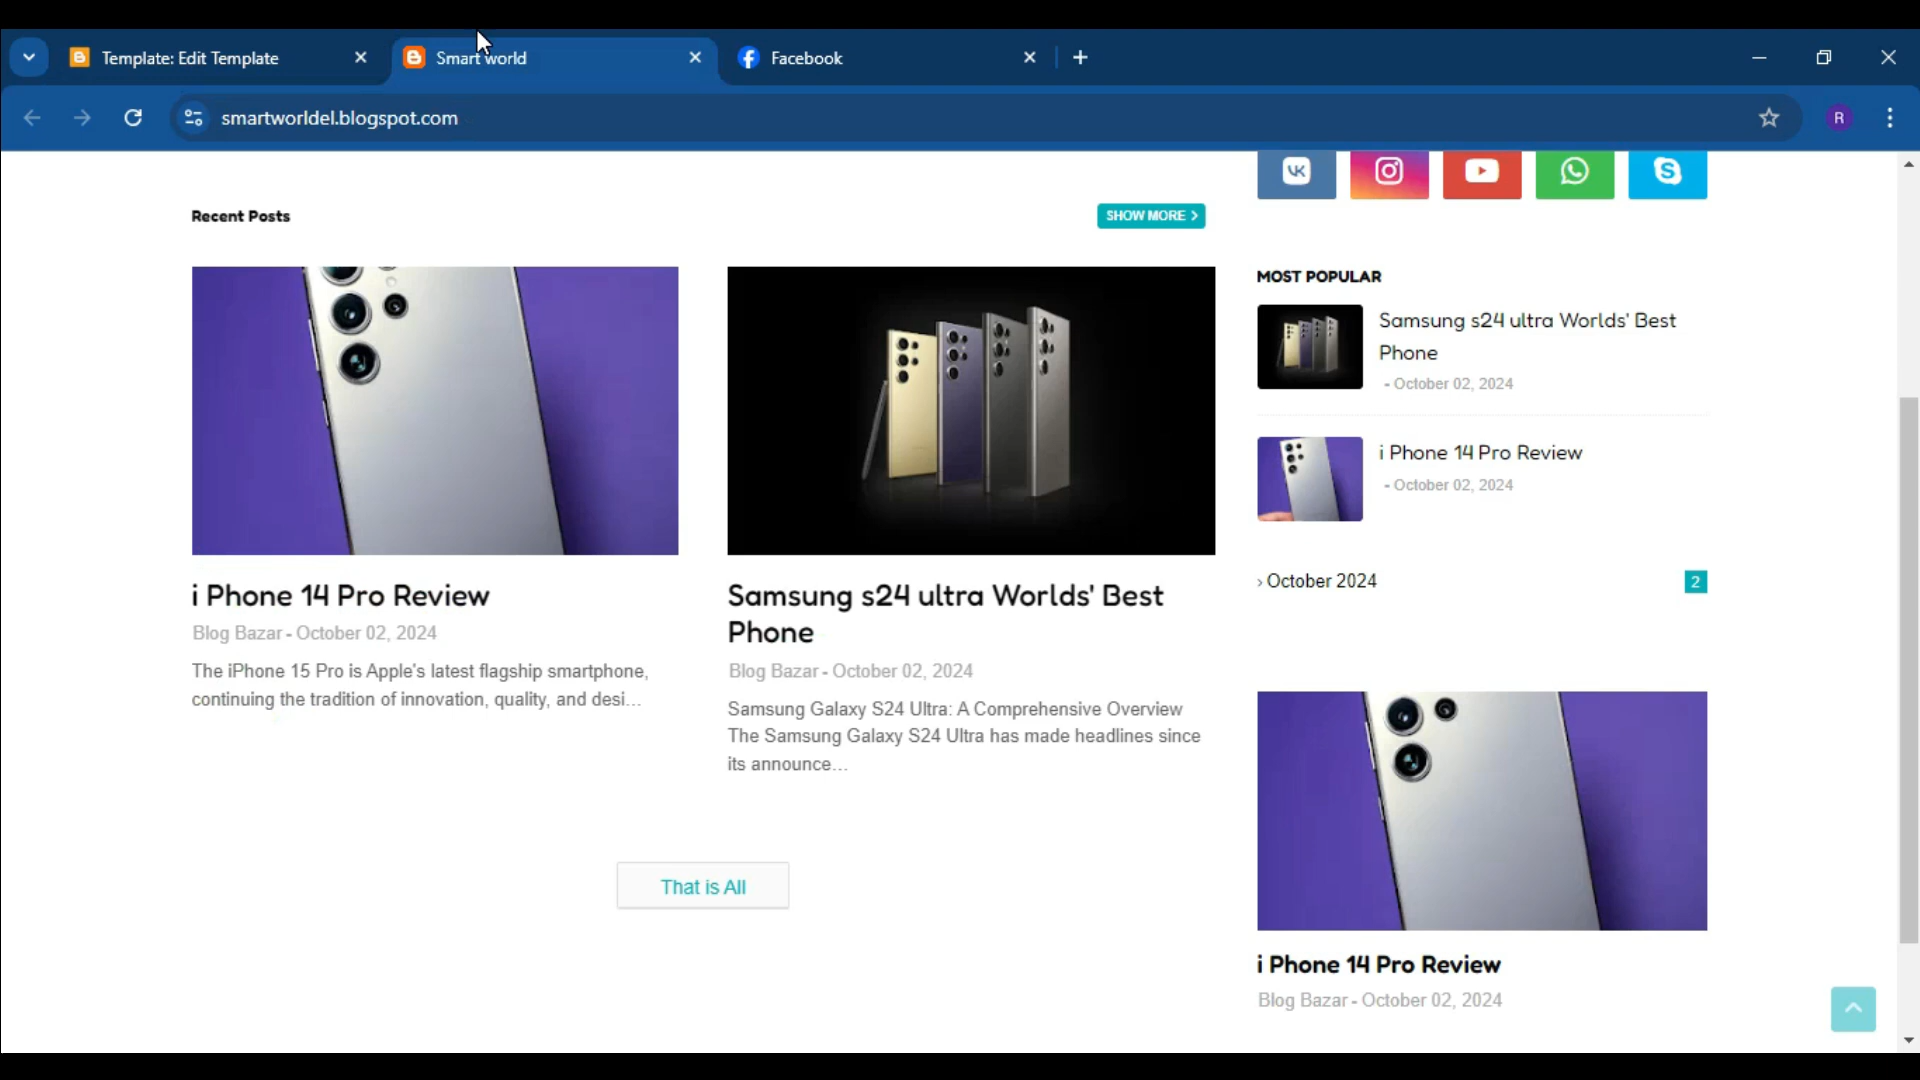 Template: Edit Template
Smart world
Facebook
smartworldel.blogspot.com
R
Recent Posts
SHOW MORE
i Phone 14 Pro Review
Blog Bazar - October 02, 2024
The iPhone 15 Pro is Apple's latest flagship smartphone,
continuing the tradition of innovation, quality, and desi...
Samsung s24 ultra Worlds' Best
Phone
Blog Bazar - October 02, 2024
Samsung Galaxy S24 Ultra: A Comprehensive Overview
The Samsung Galaxy S24 Ultra has made headlines since
its announce...
That is All
MOST POPULAR
Samsung s24 ultra Worlds' Best
Phone
- October 02, 2024
i Phone 14 Pro Review
- October 02, 2024
› October 2024
2
i Phone 14 Pro Review
Blog Bazar - October 02, 2024